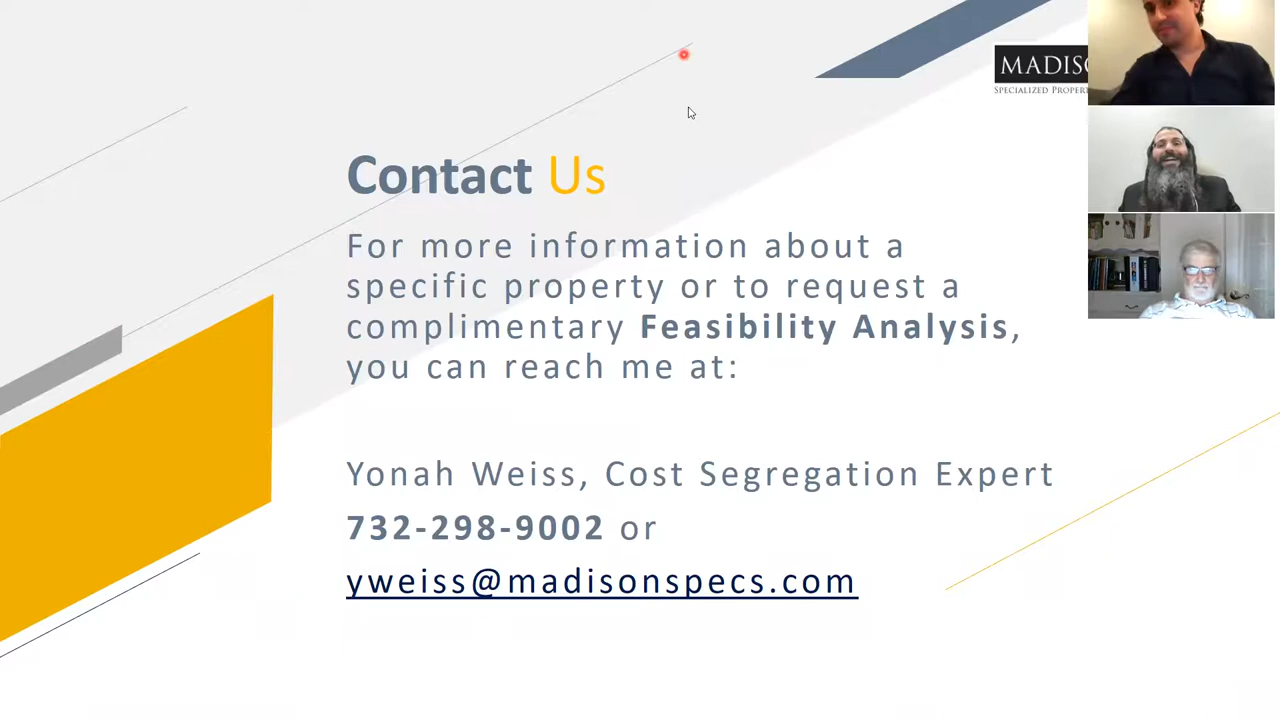 MADISO
SPECIALIZED PROPER
Contact Us
For more information about a
specific property or to request a
complimentary Feasibility Analysis,
you can reach me at:
Yonah Weiss, Cost Segregation Expert
732-298-9002 or
yweiss@madisonspecs.com